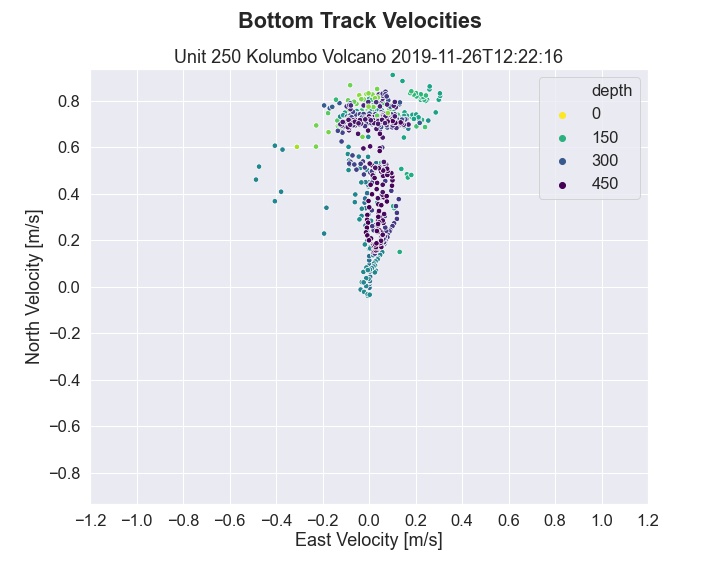 Bottom Track Velocities
Unit 250 Kolumbo Volcano 2019-11-26T12:22:16
depth
0
150
300
450
North Velocity [m/s]
0.8
0.6
0.4
0.2
0.0
−0.2
−0.4
−0.6
−0.8
−1.2 −1.0 −0.8 −0.6 −0.4 −0.2 0.0 0.2 0.4 0.6 0.8 1.0 1.2
East Velocity [m/s]